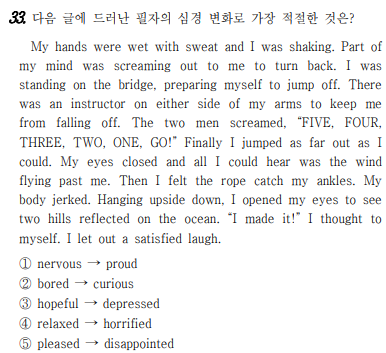 33. 다음 글에 드러난 필자의 심경 변화로 가장 적절한 것은?
My hands were wet with sweat and I was shaking. Part of
my mind was screaming out to me to turn back. I was
standing on the bridge, preparing myself to jump off. There
was an instructor on either side of my arms to keep me
from falling off. The two men screamed, “FIVE, FOUR,
THREE, TWO, ONE, GO!” Finally I jumped as far out as I
could. My eyes closed and all I could hear was the wind
flying past me. Then I felt the rope catch my ankles. My
body jerked. Hanging upside down, I opened my eyes to see
two hills reflected on the ocean. “I made it!” I thought to
myself. I let out a satisfied laugh.
① nervous → proud
② bored → curious
③ hopeful → depressed
④ relaxed → horrified
⑤ pleased → disappointed